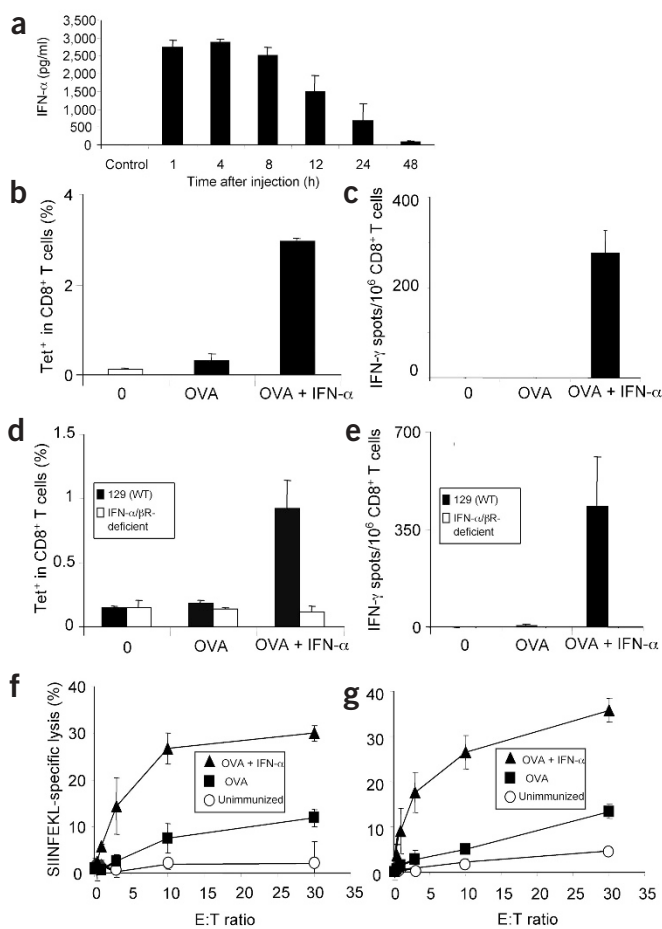 a
IFN-α (pg/ml)
3,500
3,000
2,500
2,000
1,500
1,000
500
0
Control 1 4 8 12 24 48
Time after injection (h)
b
Tet⁺ in CD8⁺ T cells (%)
4
2
0
0 OVA OVA + IFN-α
c
IFN-γ spots/10⁶ CD8⁺ T cells
400
200
0
0 OVA OVA + IFN-α
d
Tet⁺ in CD8⁺ T cells (%)
1.5
1
0.5
0
129 (WT)
IFN-α/βR-
deficient
0 OVA OVA + IFN-α
e
IFN-γ spots/10⁶ CD8⁺ T cells
700
450
0
129 (WT)
IFN-α/βR-
deficient
0 OVA OVA + IFN-α
f
SIINFEKL-specific lysis (%)
40
30
20
10
0
OVA + IFN-α
OVA
Unimmunized
0 5 10 15 20 25 30 35
E:T ratio
g
40
30
20
10
0
OVA + IFN-α
OVA
Unimmunized
0 5 10 15 20 25 30 35
E:T ratio